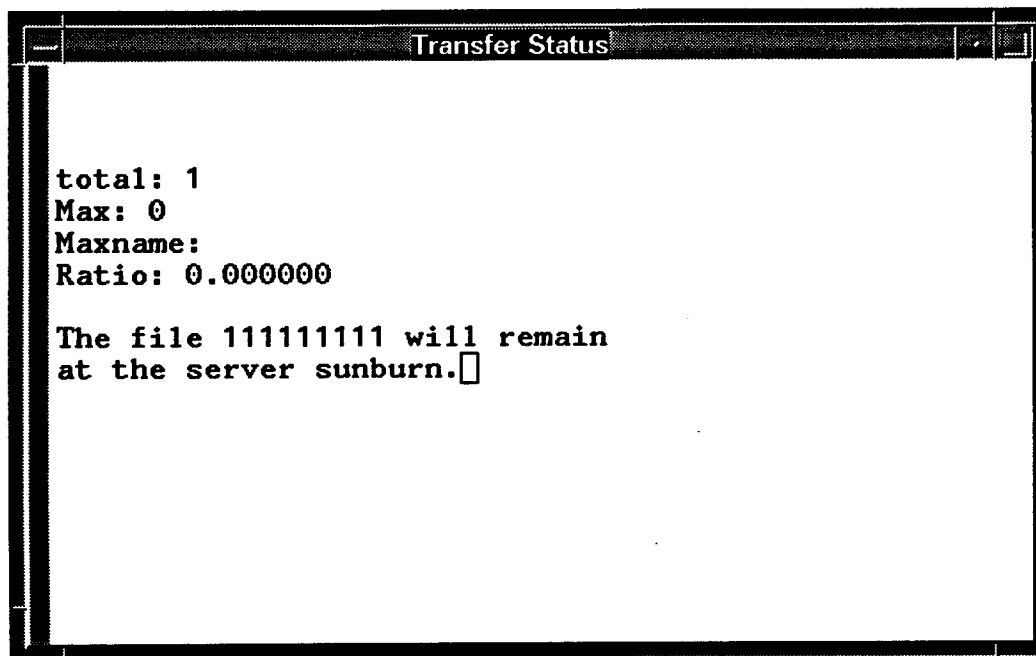 Transfer Status
total: 1
Max: 0
Maxname:
Ratio: 0.000000
The file 111111111 will remain
at the server sunburn.